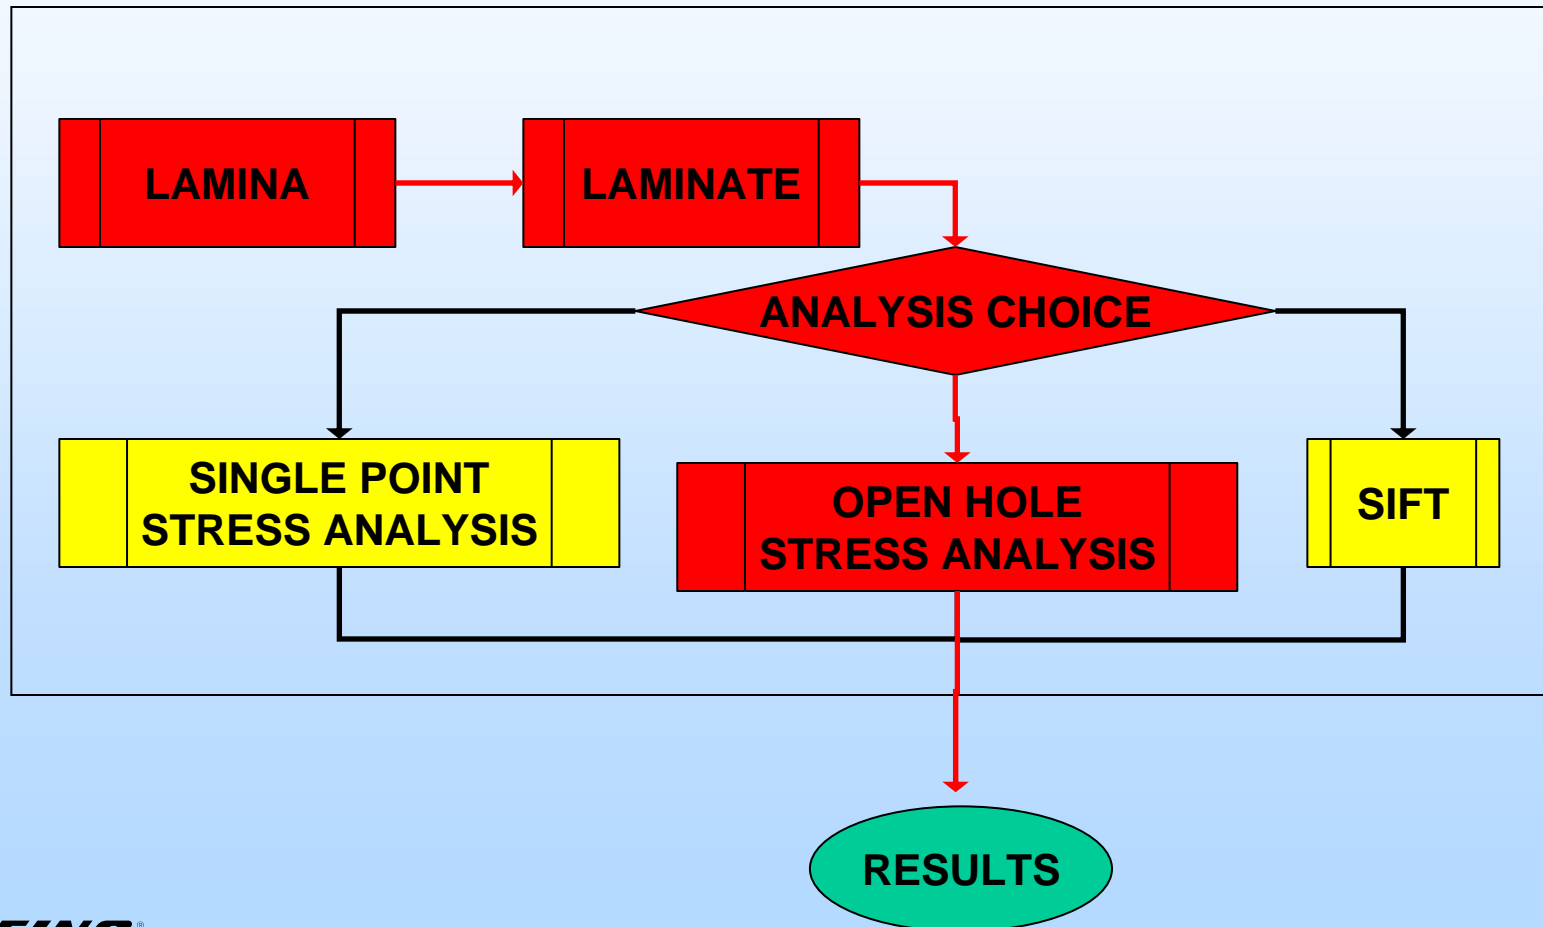 LAMINA
LAMINATE
ANALYSIS CHOICE
SINGLE POINT
STRESS ANALYSIS
OPEN HOLE
STRESS ANALYSIS
SIFT
RESULTS